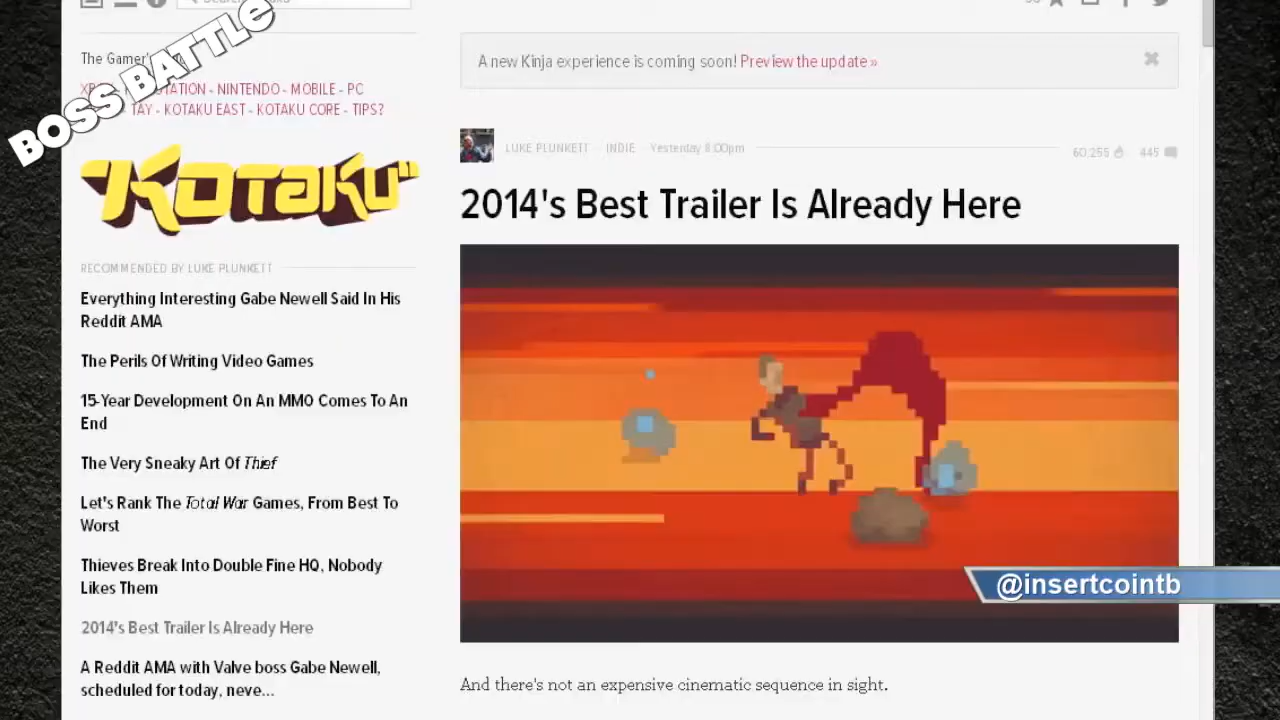 BOSS BATTLE
The Gamer's
- NINTENDO - MOBILE - PC
TAY - KOTAKU EAST - KOTAKU CORE - TIPS?
"KOTAKU"
RECOMMENDED BY LUKE PLUNKETT
Everything Interesting Gabe Newell Said In His
Reddit AMA
The Perils Of Writing Video Games
15-Year Development On An MMO Comes To An
End
The Very Sneaky Art Of Thief
Let's Rank The Total War Games, From Best To
Worst
Thieves Break Into Double Fine HQ, Nobody
Likes Them
2014's Best Trailer Is Already Here
A Reddit AMA with Valve boss Gabe Newell,
scheduled for today, neve...
A new Kinja experience is coming soon! Preview the update »
LUKE PLUNKETT INDIE Yesterday 8:00pm
60,255 445
2014's Best Trailer Is Already Here
@insertcointb
And there's not an expensive cinematic sequence in sight.